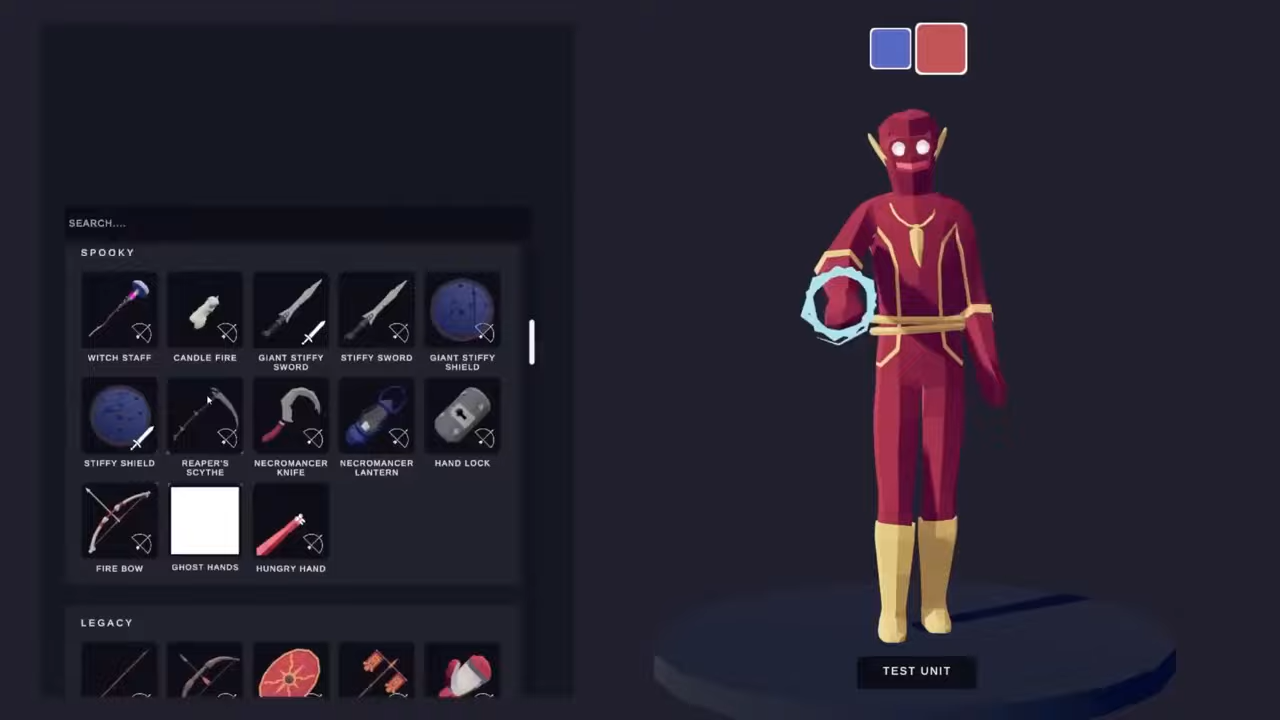 SEARCH....
SPOOKY
WITCH STAFF
CANDLE FIRE
GIANT STIFFY
SWORD
STIFFY SWORD
GIANT STIFFY
SHIELD
STIFFY SHIELD
REAPER'S
SCYTHE
NECROMANCER
KNIFE
NECROMANCER
LANTERN
HAND LOCK
FIRE BOW
GHOST HANDS
HUNGRY HAND
LEGACY
TEST UNIT